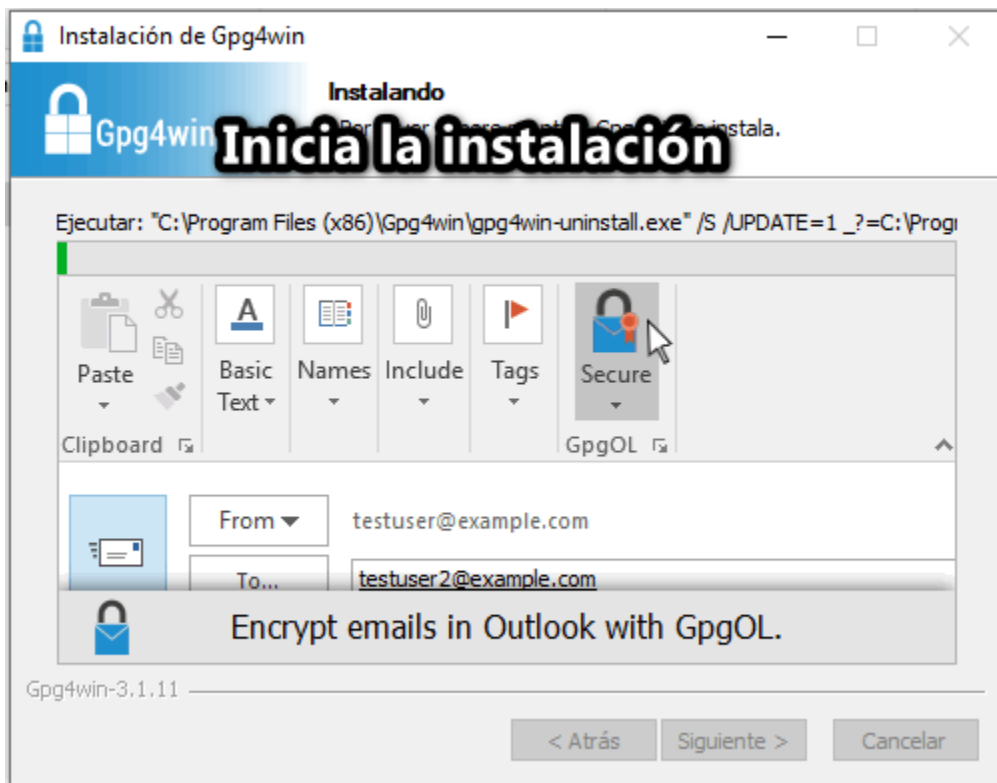 Instalación de Gpg4win
Instalando
Gpg4win
Inicia la instalación
instala.
Ejecutar: "C:\Program Files (x86)\Gpg4win\gpg4win-uninstall.exe" /S /UPDATE=1 _?=C:\Progr
Paste
Basic
Text
Names
Include
Tags
Secure
Clipboard
GpgOL
From
testuser@example.com
To...
testuser2@example.com
Encrypt emails in Outlook with GpgOL.
Gpg4win-3.1.11
< Atrás
Siguiente >
Cancelar